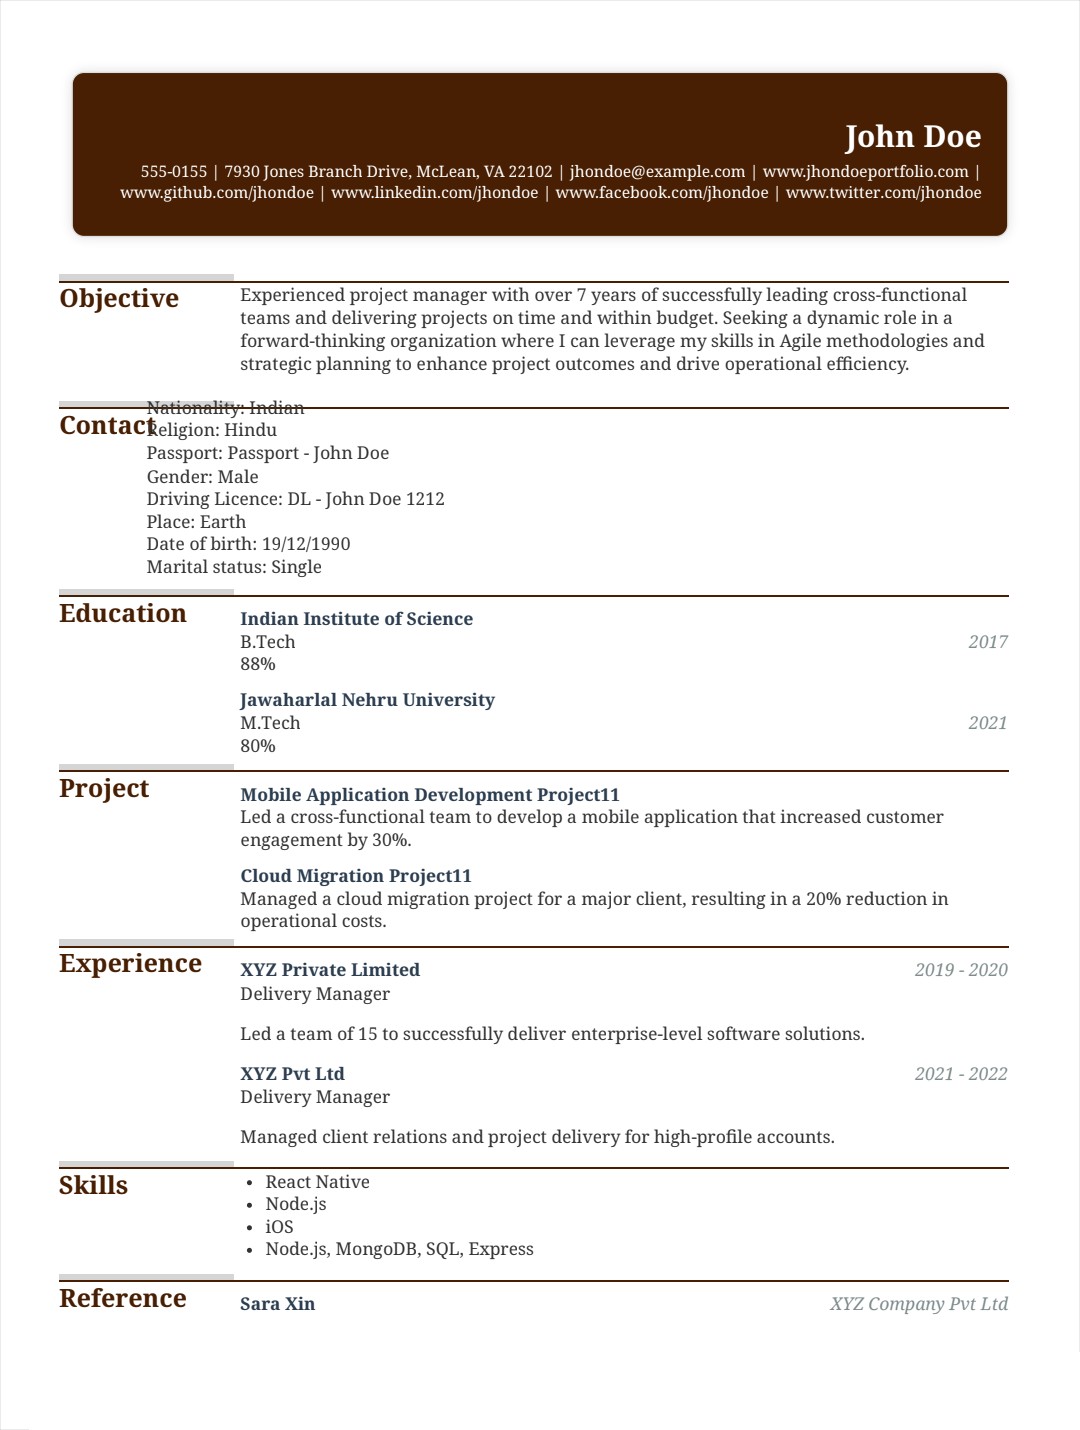 John Doe
555-0155 | 7930 Jones Branch Drive, McLean, VA 22102 | jhondoe@example.com | www.jhondoeportfolio.com |
www.github.com/jhondoe | www.linkedin.com/jhondoe | www.facebook.com/jhondoe | www.twitter.com/jhondoe
Objective
Experienced project manager with over 7 years of successfully leading cross-functional
teams and delivering projects on time and within budget. Seeking a dynamic role in a
forward-thinking organization where I can leverage my skills in Agile methodologies and
strategic planning to enhance project outcomes and drive operational efficiency.
Contact
Nationality: Indian
Religion: Hindu
Passport: Passport - John Doe
Gender: Male
Driving Licence: DL - John Doe 1212
Place: Earth
Date of birth: 19/12/1990
Marital status: Single
Education
Indian Institute of Science
B.Tech 2017
88%
Jawaharlal Nehru University
M.Tech 2021
80%
Project
Mobile Application Development Project11
Led a cross-functional team to develop a mobile application that increased customer
engagement by 30%.
Cloud Migration Project11
Managed a cloud migration project for a major client, resulting in a 20% reduction in
operational costs.
Experience
XYZ Private Limited 2019 - 2020
Delivery Manager
Led a team of 15 to successfully deliver enterprise-level software solutions.
XYZ Pvt Ltd 2021 - 2022
Delivery Manager
Managed client relations and project delivery for high-profile accounts.
Skills
• React Native
• Node.js
• iOS
• Node.js, MongoDB, SQL, Express
Reference
Sara Xin XYZ Company Pvt Ltd